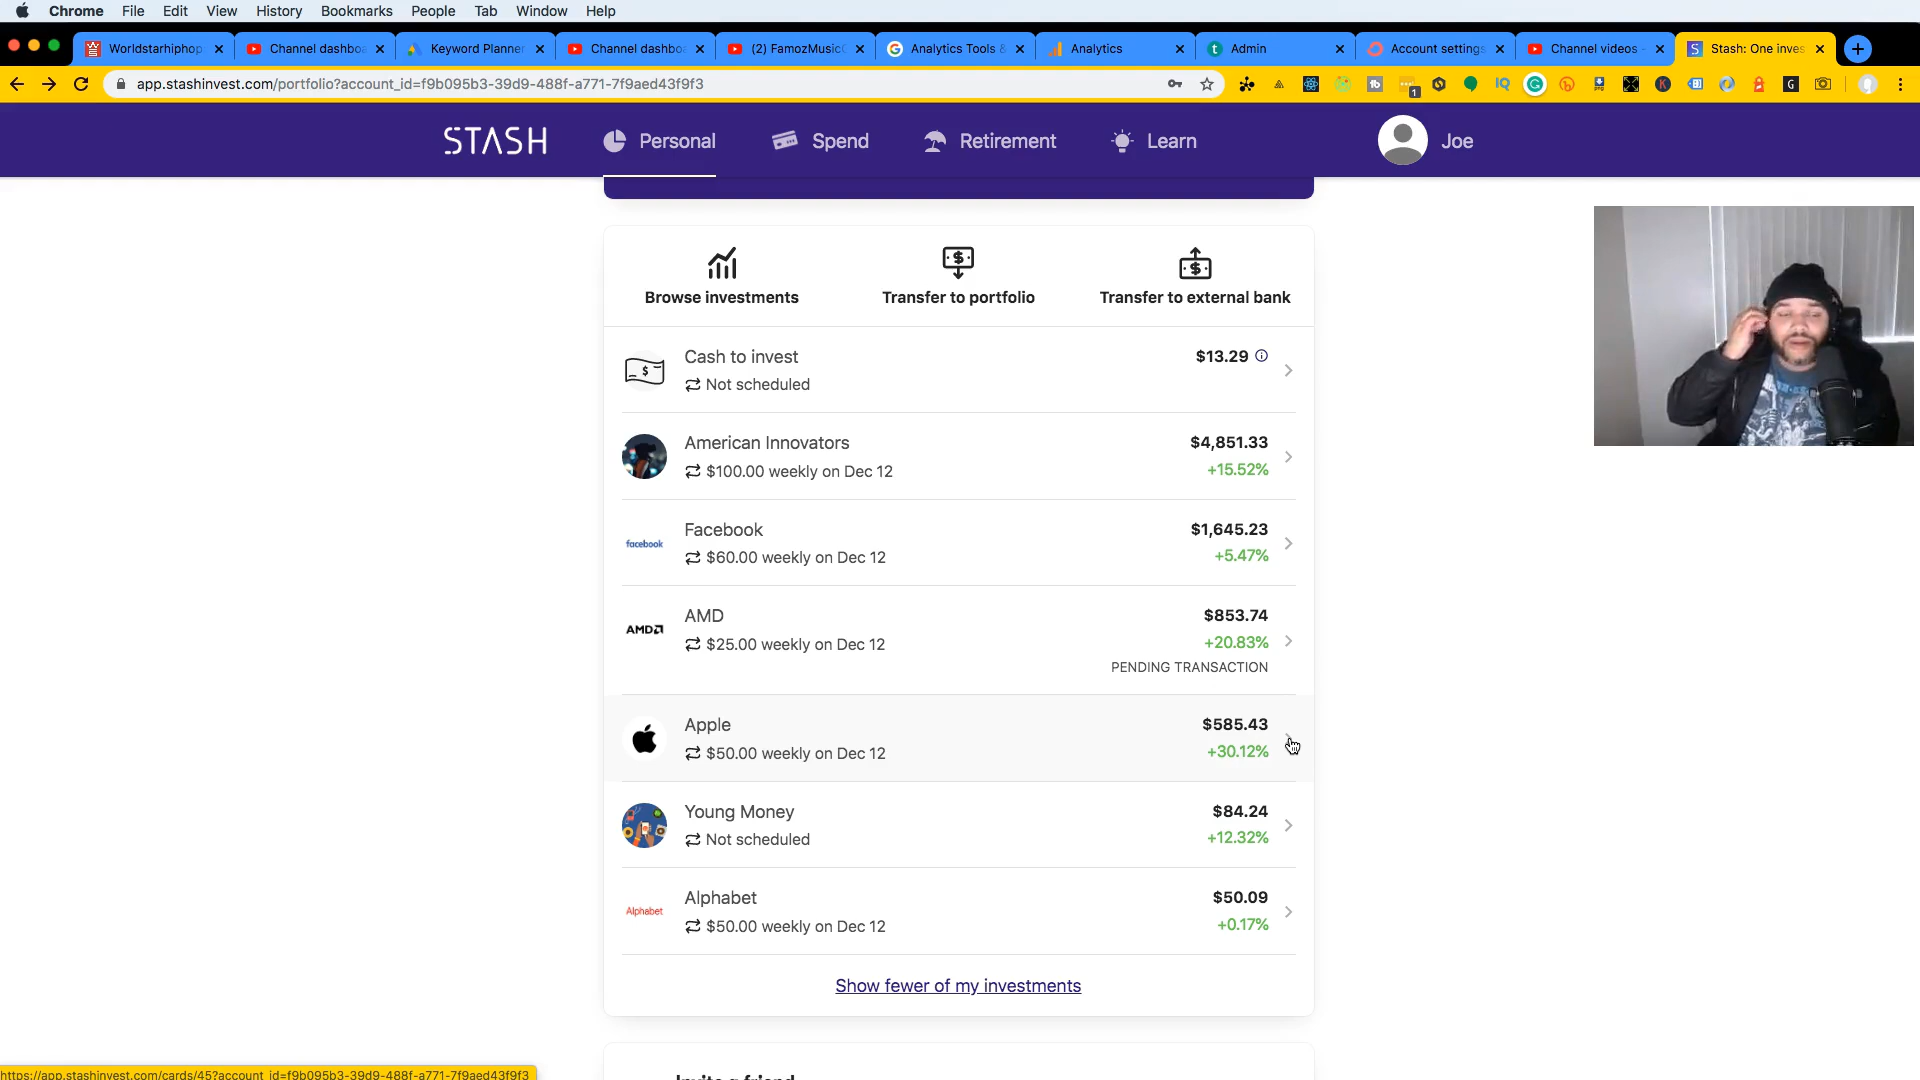 Chrome File Edit View History Bookmarks People Tab Window Help
Worldstarhiphop Channel dashboa Keyword Planner Channel dashboa (2) FamozMusic Analytics Tools & Analytics Admin Account settings Channel videos - Stash: One inves
app.stashinvest.com/portfolio?account_id=f9b095b3-39d9-488f-a771-7f9aed43f9f3
STASH Personal Spend Retirement Learn Joe
Browse investments Transfer to portfolio Transfer to external bank
Cash to invest $13.29
Not scheduled
American Innovators $4,851.33
$100.00 weekly on Dec 12 +15.52%
Facebook $1,645.23
facebook
$60.00 weekly on Dec 12 +5.47%
AMD $853.74
AMD
$25.00 weekly on Dec 12 +20.83%
PENDING TRANSACTION
Apple $585.43
$50.00 weekly on Dec 12 +30.12%
Young Money $84.24
Not scheduled +12.32%
Alphabet $50.09
Alphabet
$50.00 weekly on Dec 12 +0.17%
Show fewer of my investments
Invite a friend
https://app.stashinvest.com/cards/45?account_id=f9b095b3-39d9-488f-a771-7f9aed43f9f3